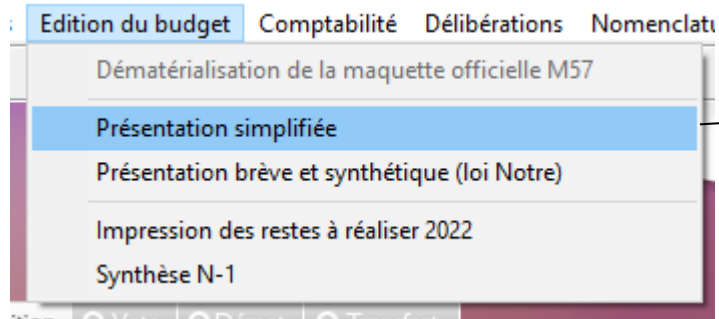 Edition du budget Comptabilité Délibérations
Dématérialisation de la maquette officielle M57
Présentation simplifiée
Présentation brève et synthétique (loi Notre)
Impression des restes à réaliser 2022
Synthèse N-1